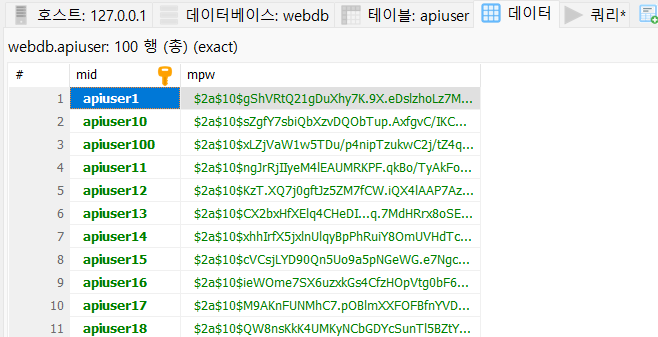 호스트: 127.0.0.1 데이터베이스: webdb 테이블: apiuser 데이터 쿼리*
webdb.apiuser: 100 행 (총) (exact)
# mid mpw
1 apiuser1 $2a$10$gShVRtQ21gDuXhy7K.9X.eDslzhoLz7M...
2 apiuser10 $2a$10$sZgfY7sbiQbXzvDQObTup.AxfgvC/IKC...
3 apiuser100 $2a$10$xLZjVaW1w5TDu/p4nipTzukwC2j/tZ4q...
4 apiuser11 $2a$10$ngJrRjIIyeM4lEAUMRKPF.qkBo/TyAkFo...
5 apiuser12 $2a$10$KzT.XQ7j0gftJz5ZM7fCW.iQX4lAAP7Az...
6 apiuser13 $2a$10$CX2bxHfXElq4CHeDI...q.7MdHRrx8oSE...
7 apiuser14 $2a$10$xhhIrfX5jxlnUlqyBpPhRuiY8OmUVHdTc...
8 apiuser15 $2a$10$cVCsjLYD90Qn5Uo9a5pNGeWG.e7Ngc...
9 apiuser16 $2a$10$ieWOme7SX6uzxkGs4CfzHOpVtg0bF6...
10 apiuser17 $2a$10$M9AKnFUNMhC7.pOBlmXXFOFBfnYVD...
11 apiuser18 $2a$10$QW8nsKkK4UMKyNCbGDYcSunTl5BZtY...